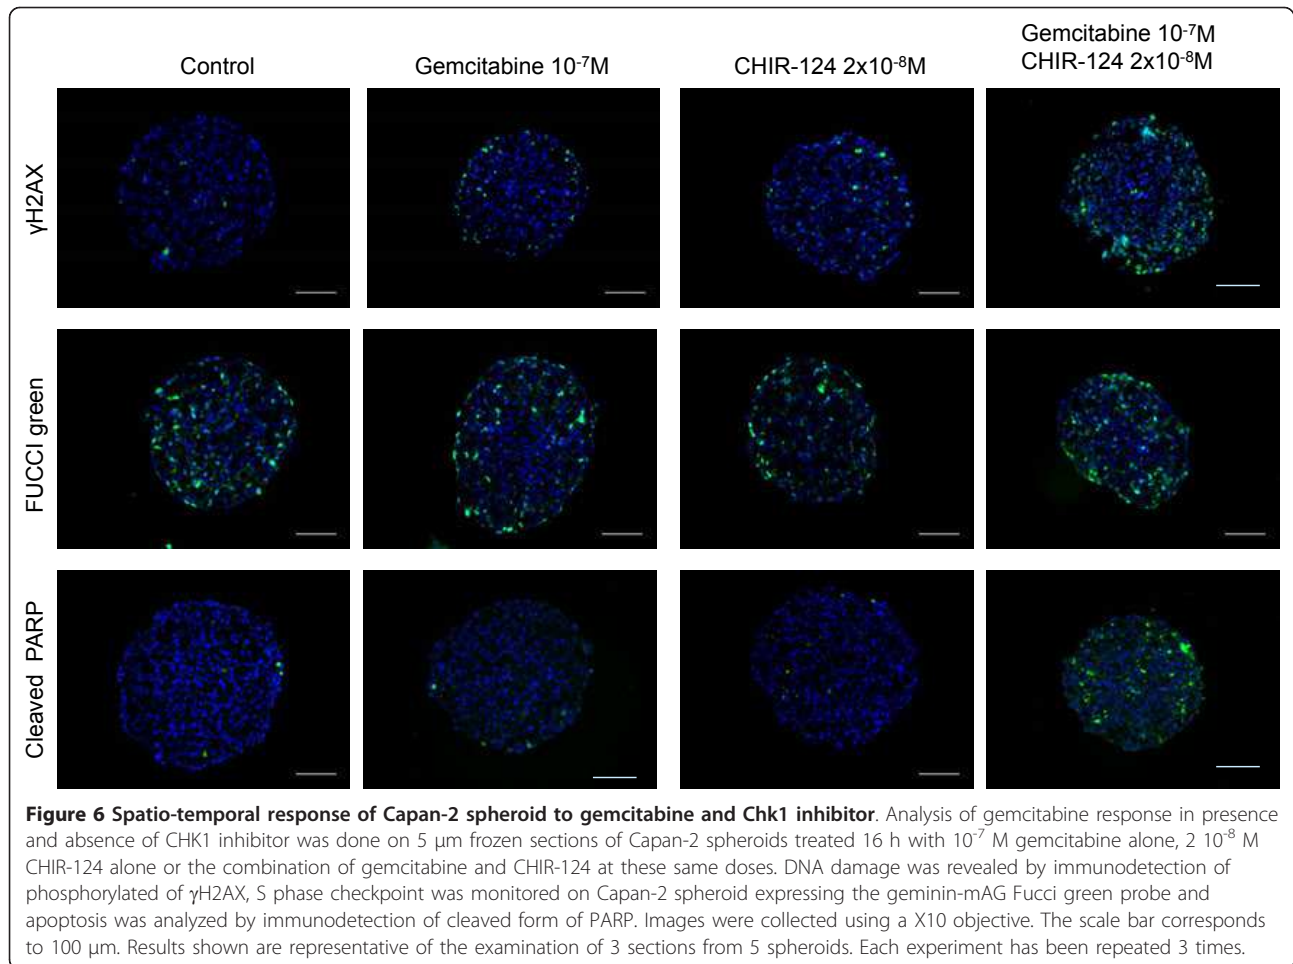 Control
Gemcitabine 10⁻⁷M
CHIR-124 2x10⁻⁸M
Gemcitabine 10⁻⁷M
CHIR-124 2x10⁻⁸M
γH2AX
FUCCI green
Cleaved PARP
Figure 6 Spatio-temporal response of Capan-2 spheroid to gemcitabine and Chk1 inhibitor. Analysis of gemcitabine response in presence
and absence of CHK1 inhibitor was done on 5 μm frozen sections of Capan-2 spheroids treated 16 h with 10⁻⁷ M gemcitabine alone, 2 10⁻⁸ M
CHIR-124 alone or the combination of gemcitabine and CHIR-124 at these same doses. DNA damage was revealed by immunodetection of
phosphorylated of γH2AX, S phase checkpoint was monitored on Capan-2 spheroid expressing the geminin-mAG Fucci green probe and
apoptosis was analyzed by immunodetection of cleaved form of PARP. Images were collected using a X10 objective. The scale bar corresponds
to 100 μm. Results shown are representative of the examination of 3 sections from 5 spheroids. Each experiment has been repeated 3 times.